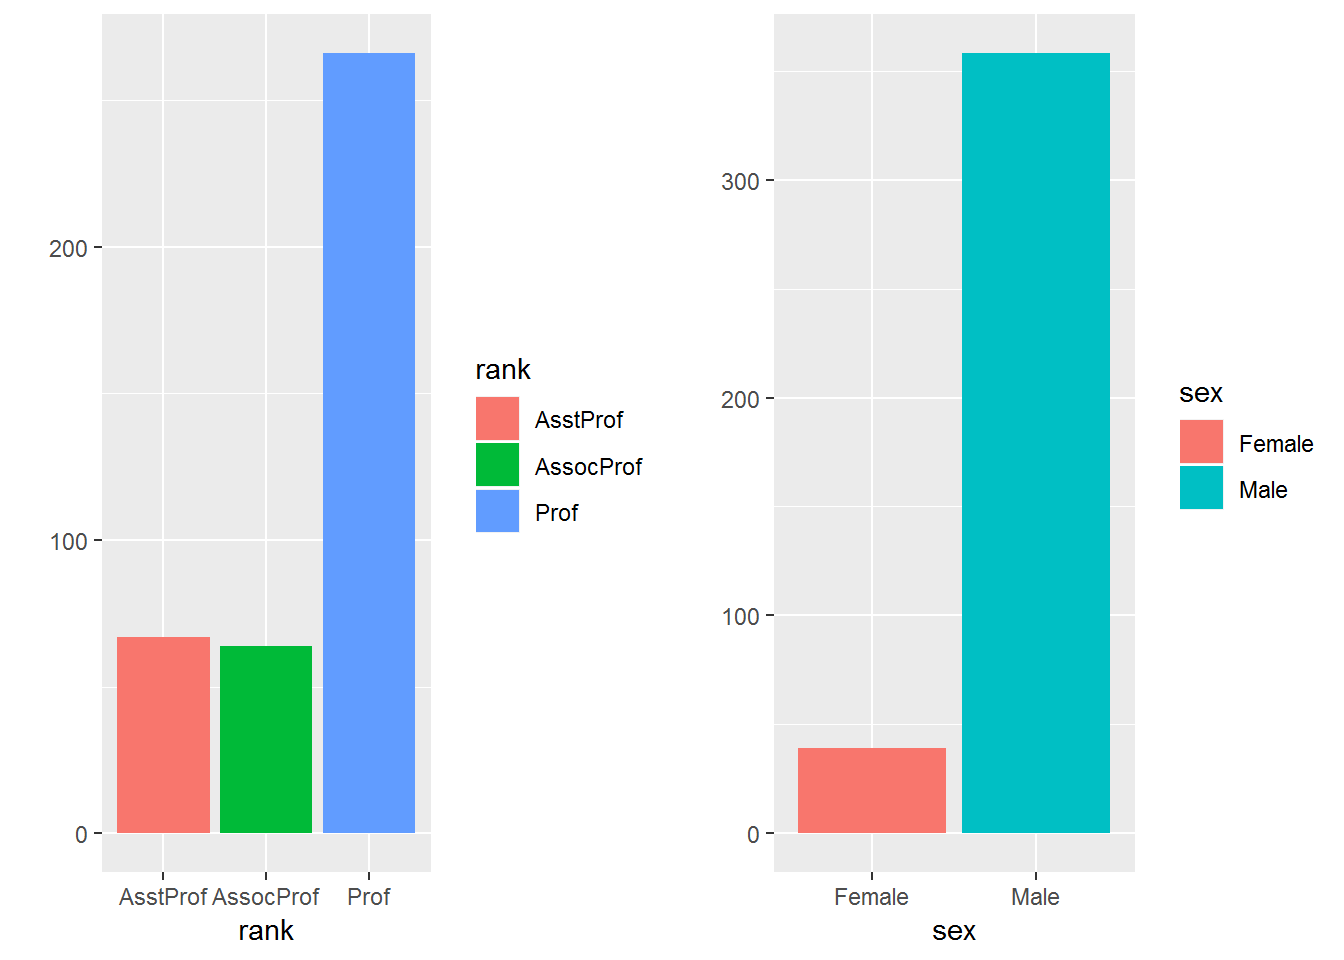 200
100
0
AsstProf AssocProf Prof
rank
rank
AsstProf
AssocProf
Prof
300
200
100
0
Female Male
sex
sex
Female
Male